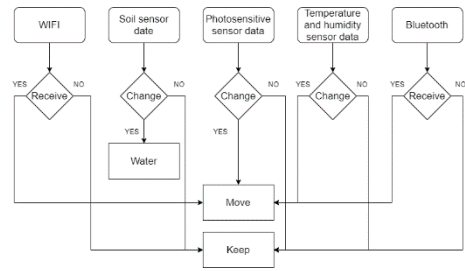 WIFI
Soil sensor
date
Photosensitive
sensor data
Temperature
and humidity
sensor data
Bluetooth
YES
Receive
NO
Change
NO
YES
Change
NO
YES
YES
Change
NO
YES
Receive
NO
Water
Move
Keep